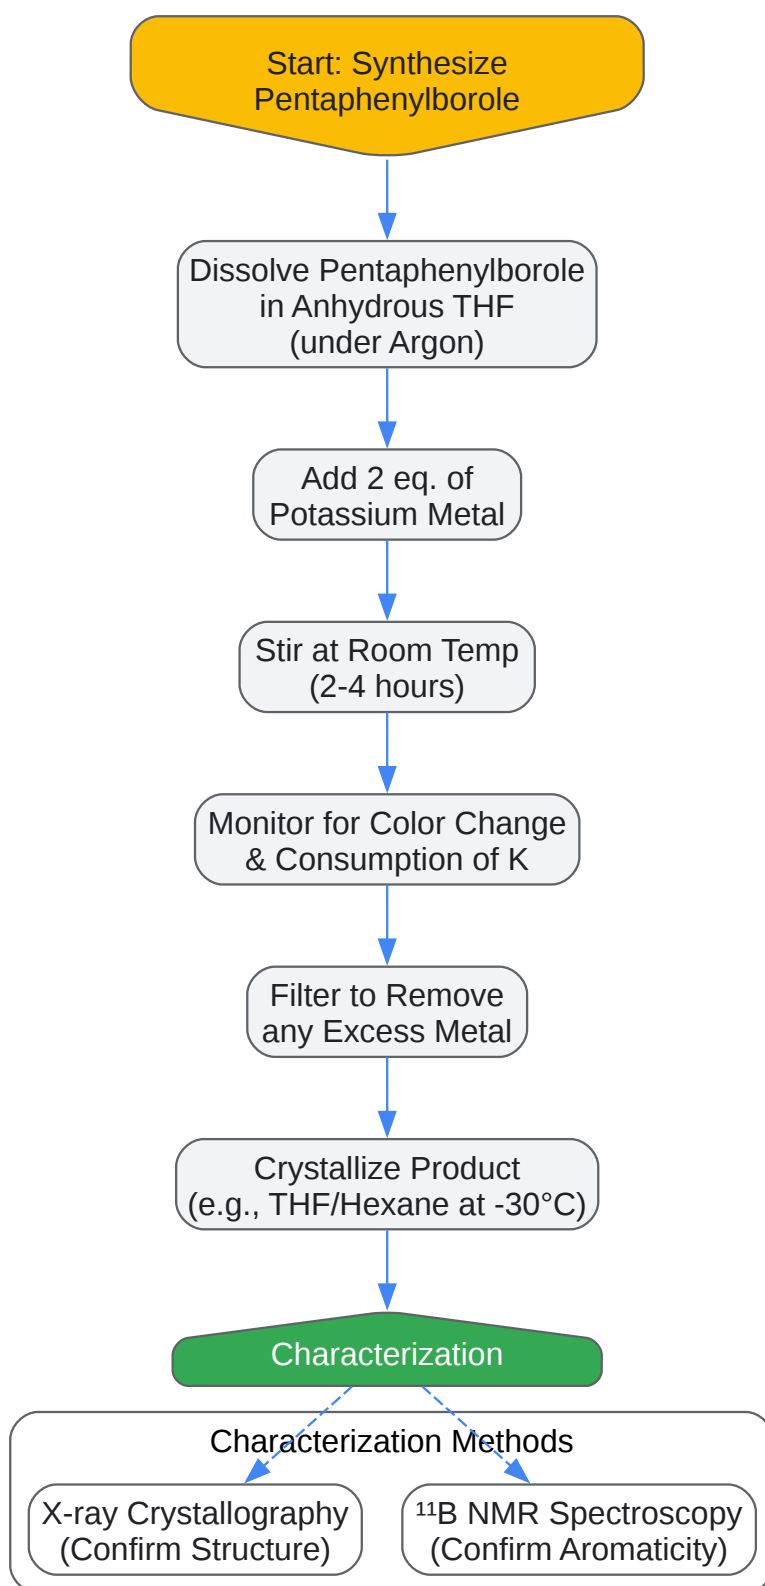 Start: Synthesize
Pentaphenylborole
Dissolve Pentaphenylborole
in Anhydrous THF
(under Argon)
Add 2 eq. of
Potassium Metal
Stir at Room Temp
(2-4 hours)
Monitor for Color Change
& Consumption of K
Filter to Remove
any Excess Metal
Crystallize Product
(e.g., THF/Hexane at -30°C)
Characterization
Characterization Methods
X-ray Crystallography
(Confirm Structure)
¹¹B NMR Spectroscopy
(Confirm Aromaticity)